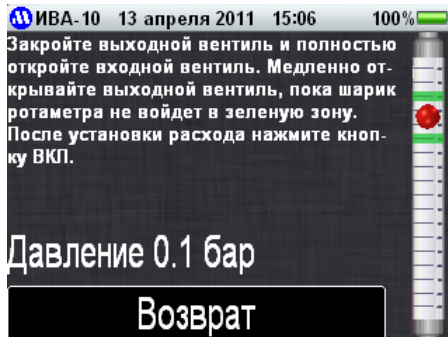 ИВА-10 13 апреля 2011 15:06 100%
Закройте выходной вентиль и полностью
откройте входной вентиль. Медленно от-
крывайте выходной вентиль, пока шарик
ротаметра не войдет в зеленую зону.
После установки расхода нажмите кноп-
ку ВКЛ.
Давление 0.1 бар
Возврат